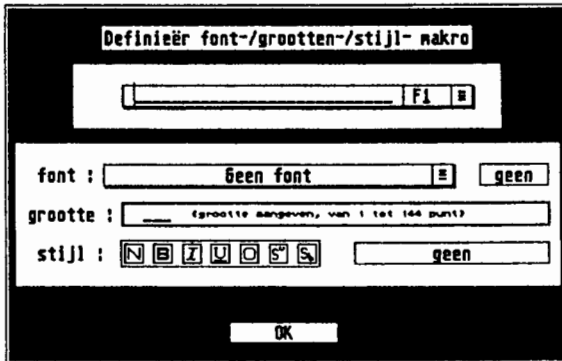 Definieër font-/grootten-/stijl- makro
F1
font : Geen font geen
grootte : ___ (grootte aangeven, van 1 tot 144 punt)
stijl : N B I U O S S geen
OK